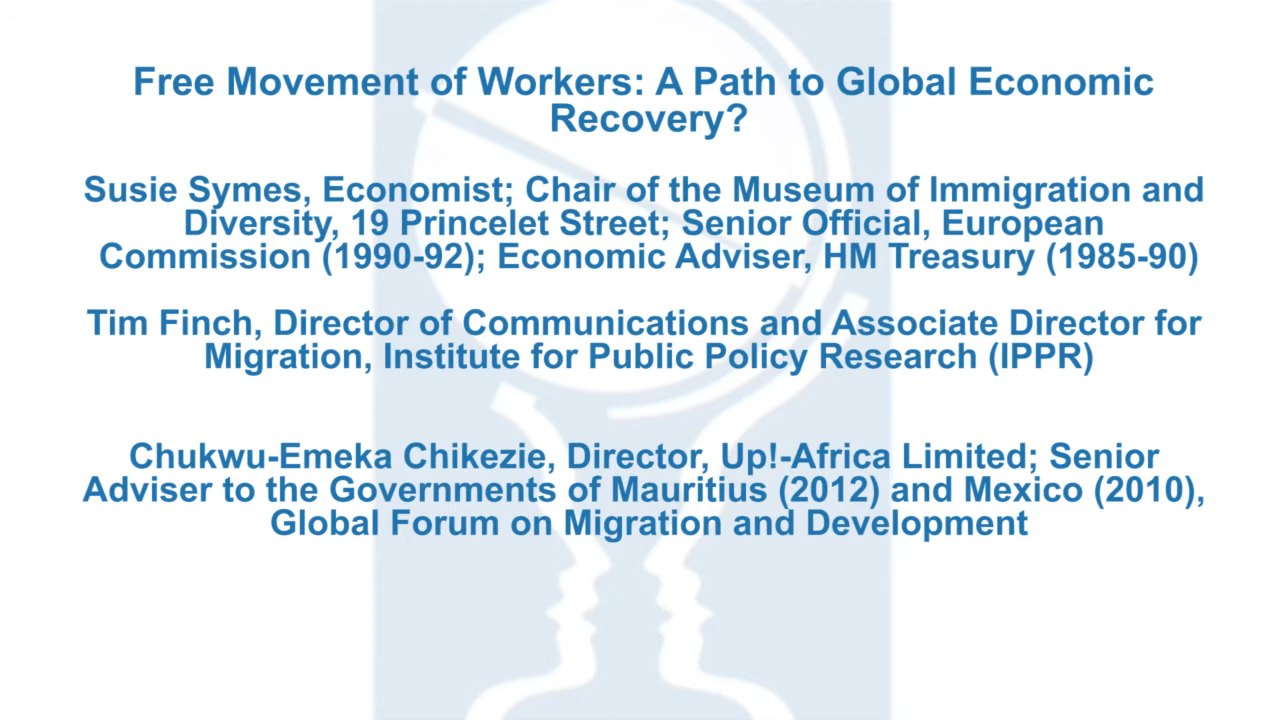 Free Movement of Workers: A Path to Global Economic
Recovery?
Susie Symes, Economist; Chair of the Museum of Immigration and
Diversity, 19 Princelet Street; Senior Official, European
Commission (1990-92); Economic Adviser, HM Treasury (1985-90)
Tim Finch, Director of Communications and Associate Director for
Migration, Institute for Public Policy Research (IPPR)
Chukwu-Emeka Chikezie, Director, Up!-Africa Limited; Senior
Adviser to the Governments of Mauritius (2012) and Mexico (2010),
Global Forum on Migration and Development